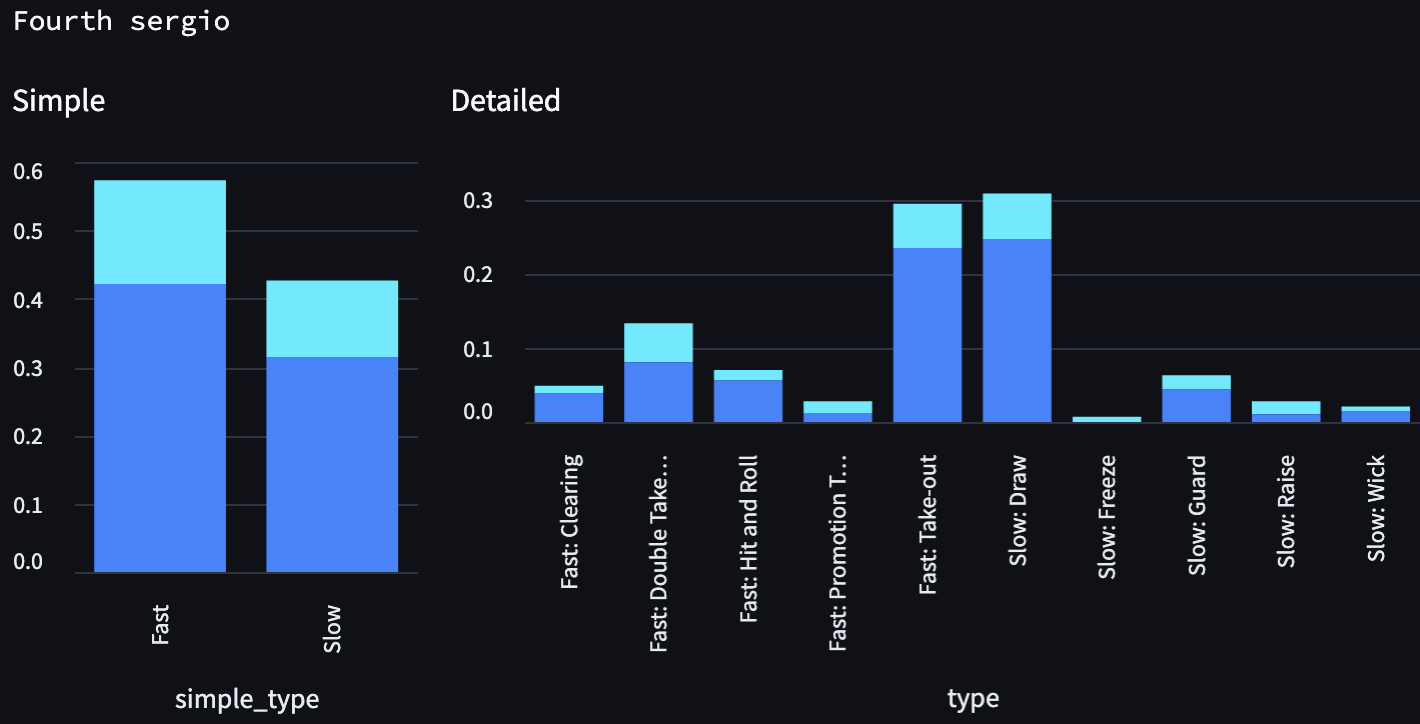 Fourth sergio
Simple
Detailed
0.6
0.5
0.4
0.3
0.2
0.1
0.0
Fast
Slow
simple_type
0.3
0.2
0.1
0.0
Fast: Clearing
Fast: Double Take…
Fast: Hit and Roll
Fast: Promotion T…
Fast: Take-out
Slow: Draw
Slow: Freeze
Slow: Guard
Slow: Raise
Slow: Wick
type